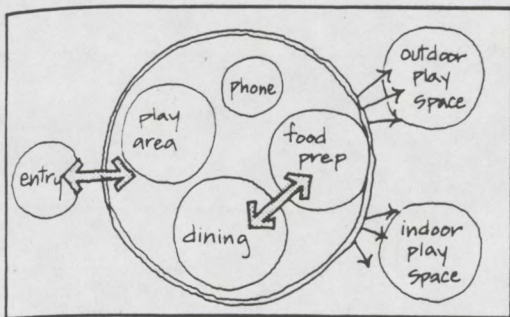 entry
play
area
phone
food
prep
dining
outdoor
play
space
indoor
play
space